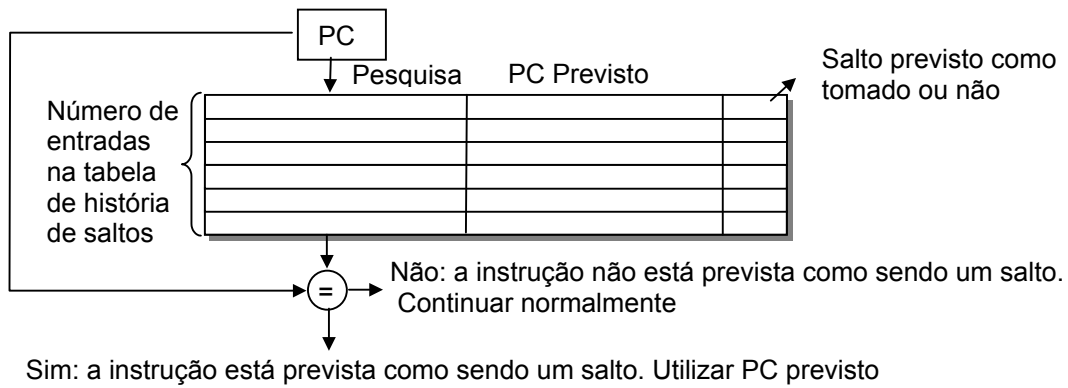 PC
Pesquisa PC Previsto
Salto previsto como
tomado ou não
Número de
entradas
na tabela
de história
de saltos
=
Não: a instrução não está prevista como sendo um salto.
Continuar normalmente
Sim: a instrução está prevista como sendo um salto. Utilizar PC previsto